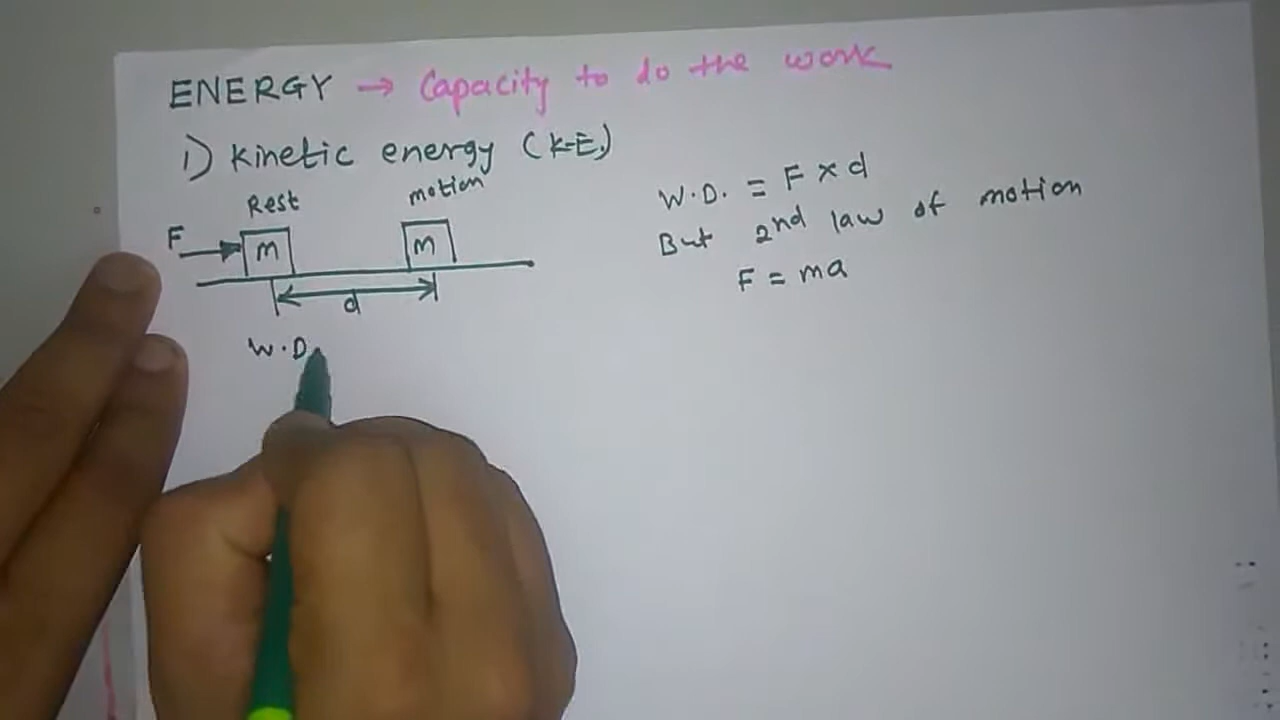 ENERGY → Capacity to do the work
1) Kinetic energy (K.E.)
Rest motion
F m m
d
W.D.
W.D. = F × d
But 2nd law of motion
F = ma